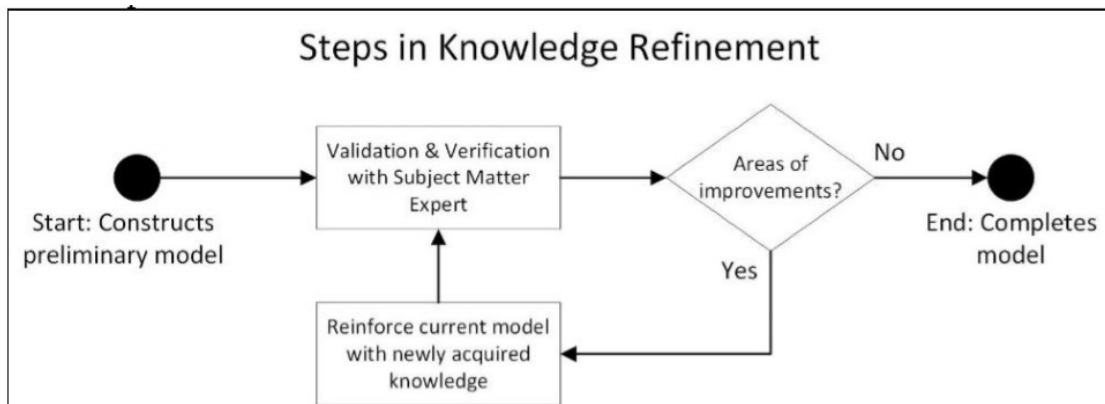 Steps in Knowledge Refinement
Validation & Verification
with Subject Matter
Expert
Areas of
improvements?
No
Start: Constructs
preliminary model
End: Completes
model
Yes
Reinforce current model
with newly acquired
knowledge